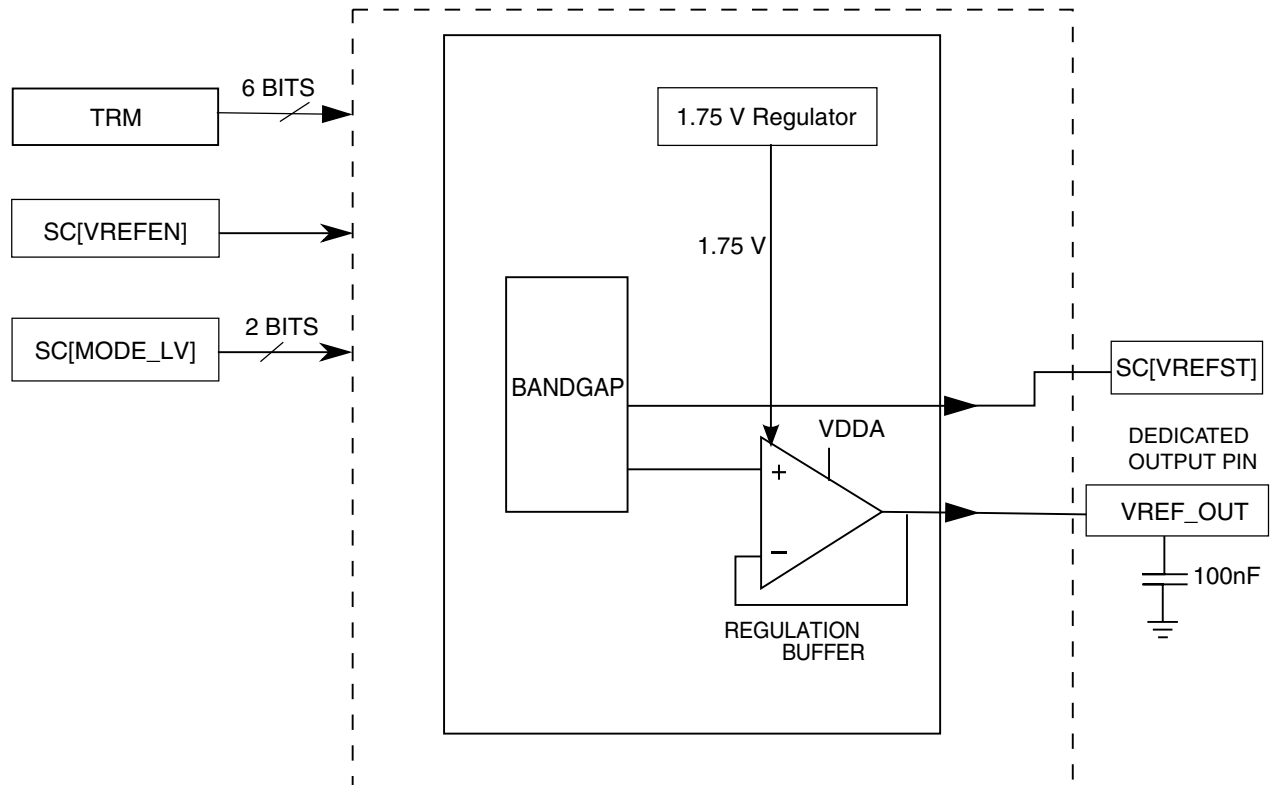 6 BITS
TRM
1.75 V Regulator
SC[VREFEN]
1.75 V
2 BITS
SC[MODE_LV]
BANDGAP
SC[VREFST]
VDDA
DEDICATED
OUTPUT PIN
+
VREF_OUT
−
100nF
REGULATION
BUFFER